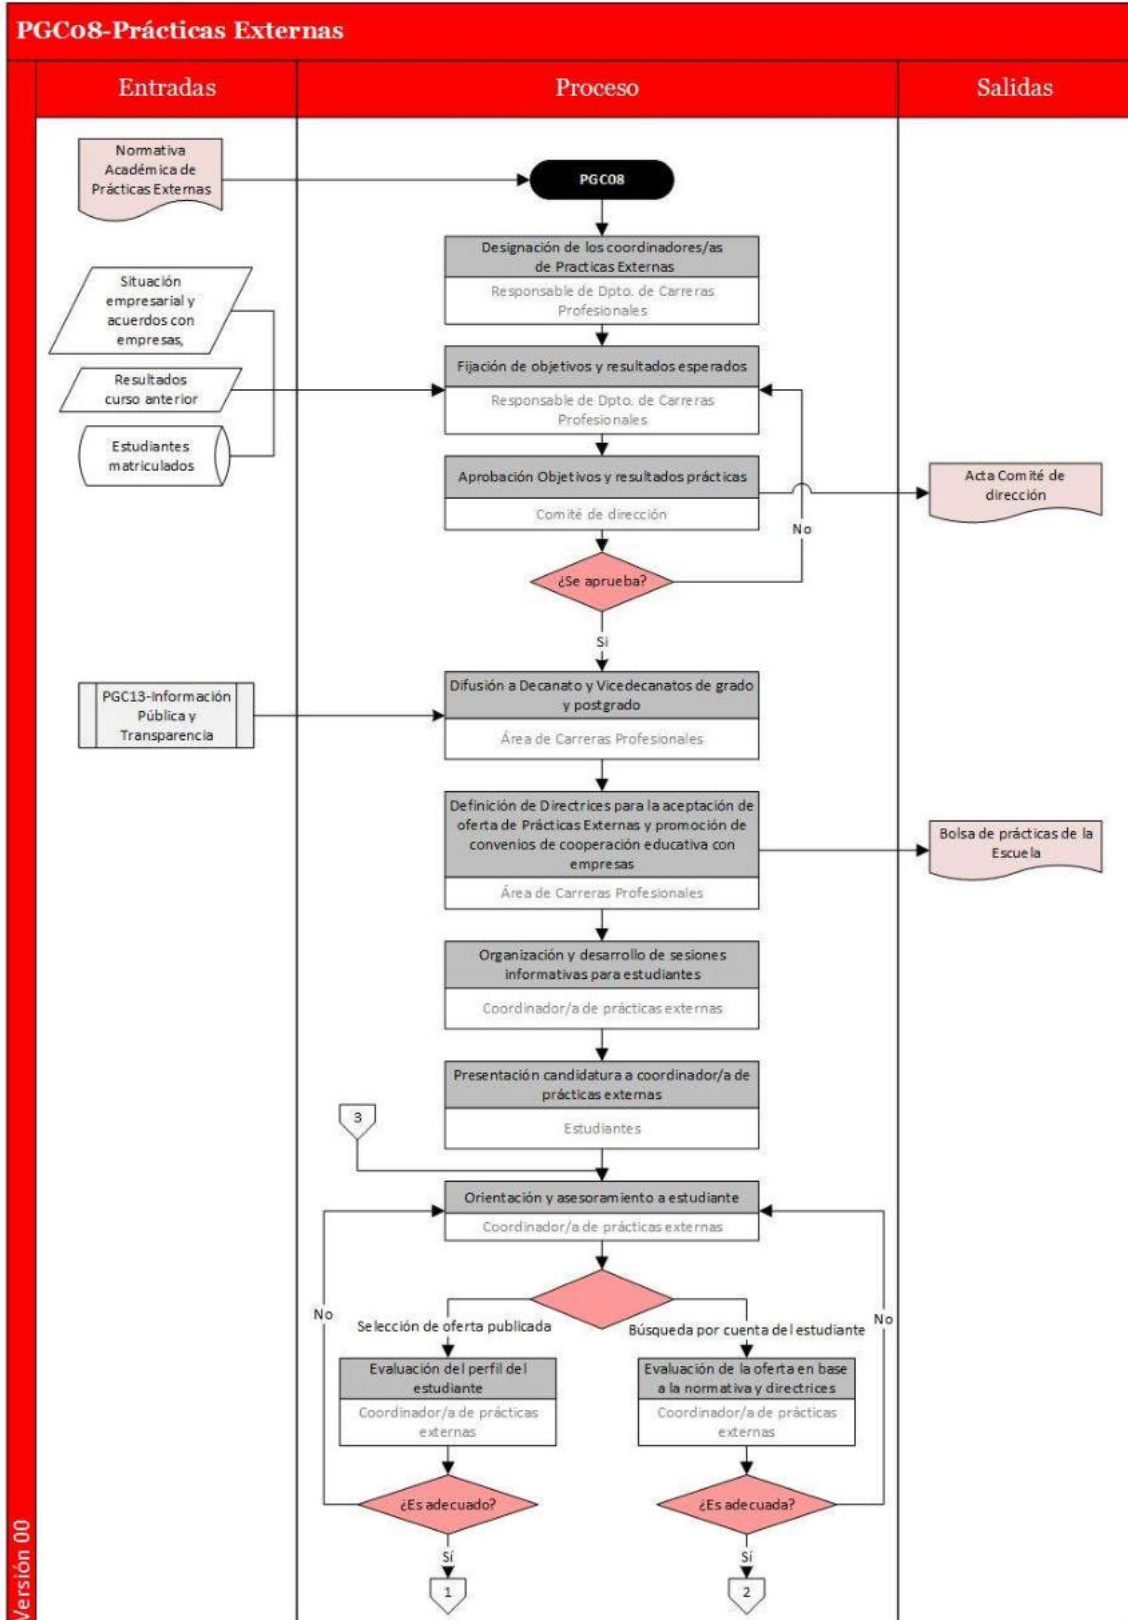 PGC08-Prácticas Externas
Entradas
Proceso
Salidas
Normativa
Académica de
Prácticas Externas
PGC08
Designación de los coordinadores/as
de Practicas Externas
Responsable de Dpto. de Carreras
Profesionales
Situación
empresarial y
acuerdos con
empresas,
Resultados
curso anterior
Estudiantes
matriculados
Fijación de objetivos y resultados esperados
Responsable de Dpto. de Carreras
Profesionales
Aprobación Objetivos y resultados prácticas
Comité de dirección
Acta Comité de
dirección
No
¿Se aprueba?
Si
PGC13-Información
Pública y
Transparencia
Difusión a Decanato y Vicedecanatos de grado
y postgrado
Área de Carreras Profesionales
Definición de Directrices para la aceptación de
oferta de Prácticas Externas y promoción de
convenios de cooperación educativa con
empresas
Área de Carreras Profesionales
Bolsa de prácticas de la
Escuela
Organización y desarrollo de sesiones
informativas para estudiantes
Coordinador/a de prácticas externas
Presentación candidatura a coordinador/a de
prácticas externas
Estudiantes
3
Orientación y asesoramiento a estudiante
Coordinador/a de prácticas externas
No
No
Selección de oferta publicada
Búsqueda por cuenta del estudiante
Evaluación del perfil del
estudiante
Coordinador/a de prácticas
externas
Evaluación de la oferta en base
a la normativa y directrices
Coordinador/a de prácticas
externas
¿Es adecuado?
¿Es adecuada?
Sí
Sí
1
2
Versión 00